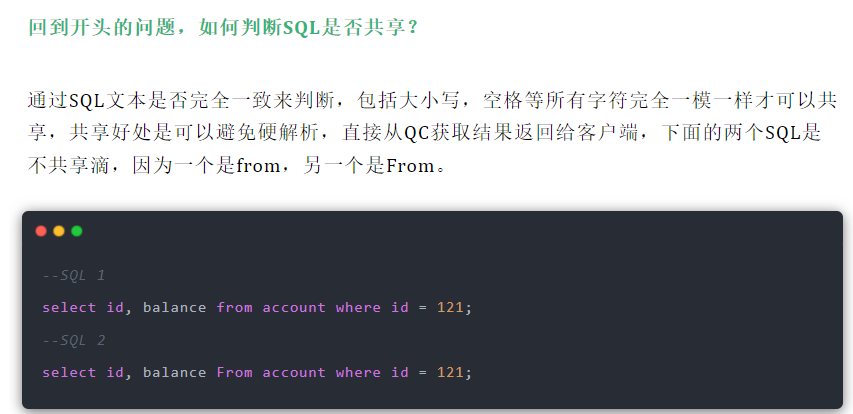 回到开头的问题，如何判断SQL是否共享？
通过SQL文本是否完全一致来判断，包括大小写，空格等所有字符完全一模一样才可以共
享，共享好处是可以避免硬解析，直接从QC获取结果返回给客户端，下面的两个SQL是
不共享滴，因为一个是from，另一个是From。
--SQL 1
select id, balance from account where id = 121;
--SQL 2
select id, balance From account where id = 121;